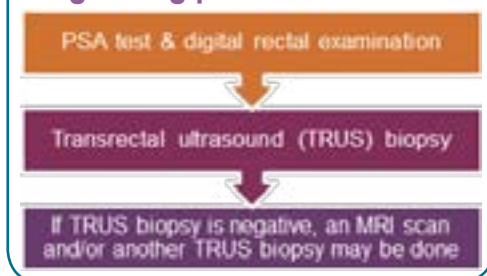 PSA test & digital rectal examination
Transrectal ultrasound (TRUS) biopsy
If TRUS biopsy is negative, an MRI scan
and/or another TRUS biopsy may be done